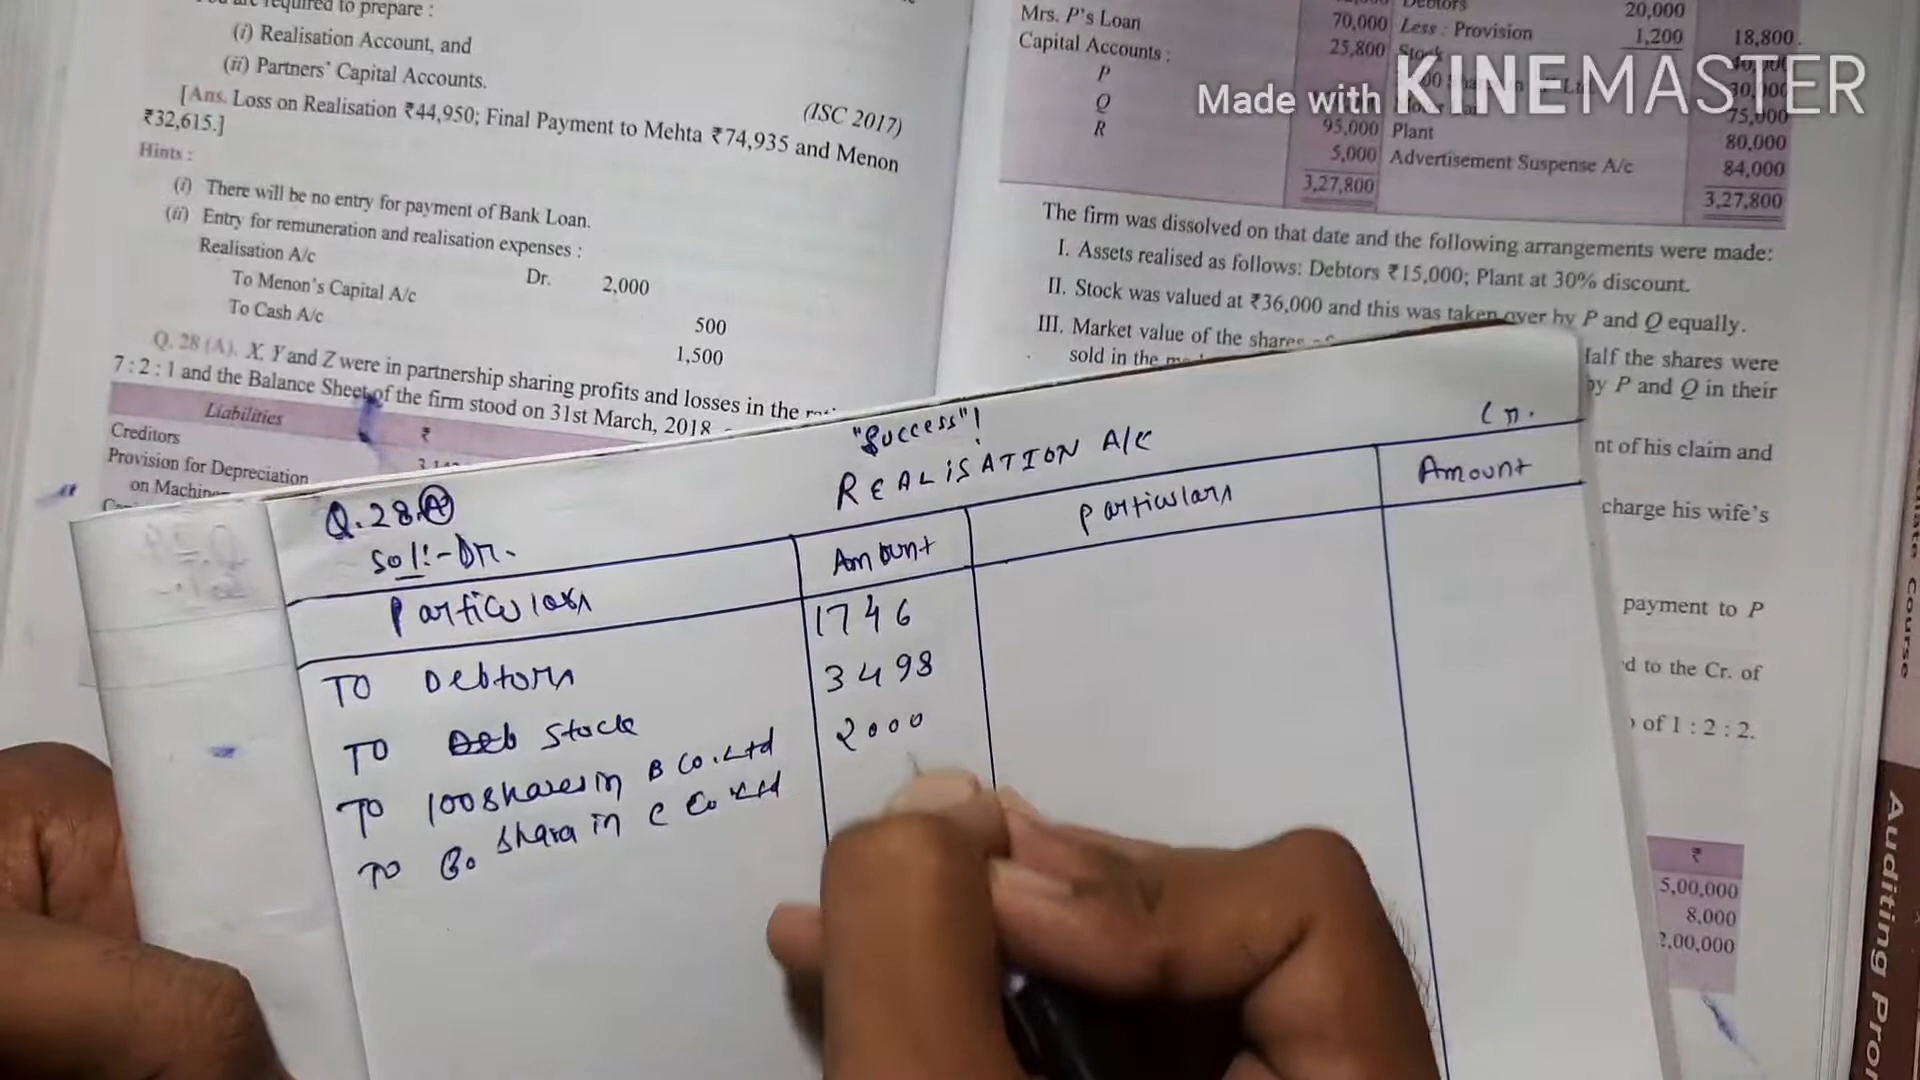 required to prepare :
(i) Realisation Account, and
(ii) Partners' Capital Accounts.
(ISC 2017)
[Ans. Loss on Realisation ₹44,950; Final Payment to Mehta ₹74,935 and Menon
₹32,615.]
Hints :
(i) There will be no entry for payment of Bank Loan.
(ii) Entry for remuneration and realisation expenses :
Realisation A/c Dr. 2,000
To Menon's Capital A/c 500
To Cash A/c 1,500
Q. 28 (A). X, Y and Z were in partnership sharing profits and losses in the
7 : 2 : 1 and the Balance Sheet of the firm stood on 31st March, 2018
Liabilities ₹
Creditors
Provision for Depreciation
on
Mrs. P's Loan 70,000
Capital Accounts : 25,800
P
Q 95,000
R 5,000
3,27,800
Debtors 20,000
Less : Provision 1,200 18,800
Stock
30,000
75,000
Plant 80,000
Advertisement Suspense A/c 84,000
3,27,800
Made with KINEMASTER
The firm was dissolved on that date and the following arrangements were made:
I. Assets realised as follows: Debtors ₹15,000; Plant at 30% discount.
II. Stock was valued at ₹36,000 and this was taken over by P and Q equally.
III. Market value of the shares Half the shares were
sold in the by P and Q in their
nt of his claim and
charge his wife's
payment to P
d to the Cr. of
of 1 : 2 : 2.
₹
5,00,000
8,000
2,00,000
Auditing
Course
"Success"!
REALISATION A/C
Q.28(A)
Sol:- Dr. Cr.
Particulars Amount Particulars Amount
TO Debtors 1746
TO Stock 3498
TO 100 shares in B Co. Ltd 2000
TO 80 Shara in C Co Ltd